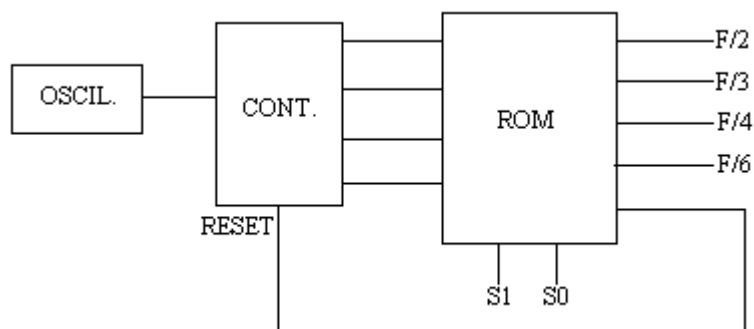 OSCIL.
CONT.
RESET
ROM
F/2
F/3
F/4
F/6
S1 S0